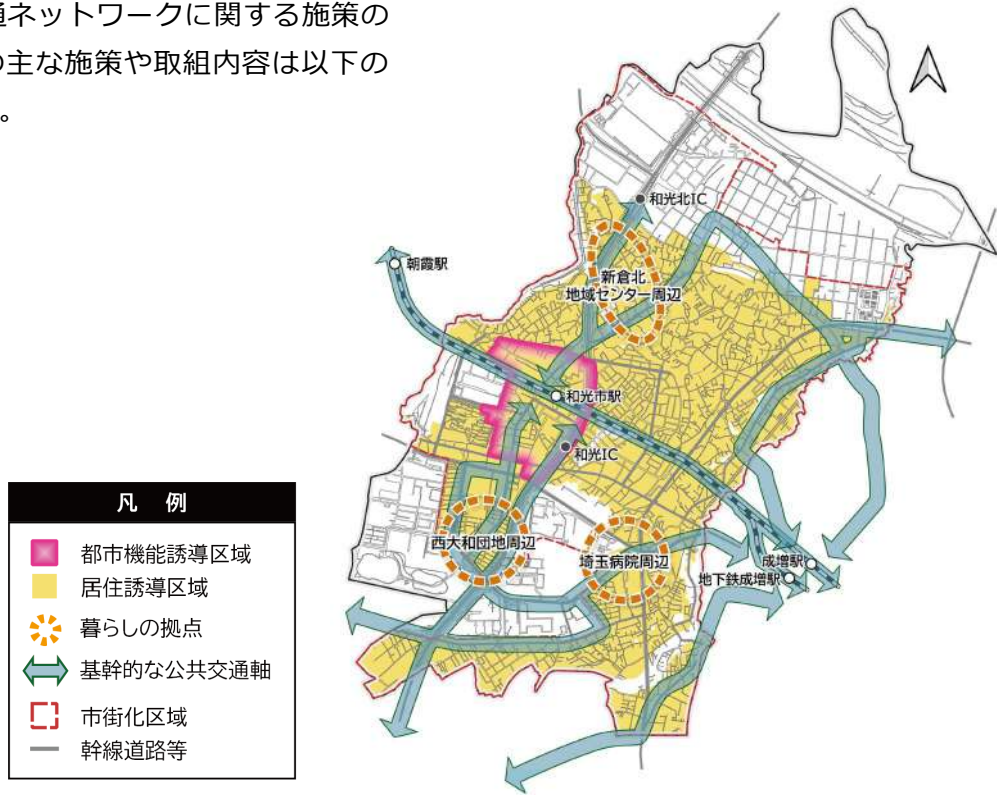 通ネットワークに関する施策の
の主な施策や取組内容は以下の
。
和光北IC
朝霞駅
新倉北
地域センター周辺
和光市駅
和光IC
西大和団地周辺
埼玉病院周辺
成増駅
地下鉄成増駅
凡 例
都市機能誘導区域
居住誘導区域
暮らしの拠点
基幹的な公共交通軸
市街化区域
幹線道路等